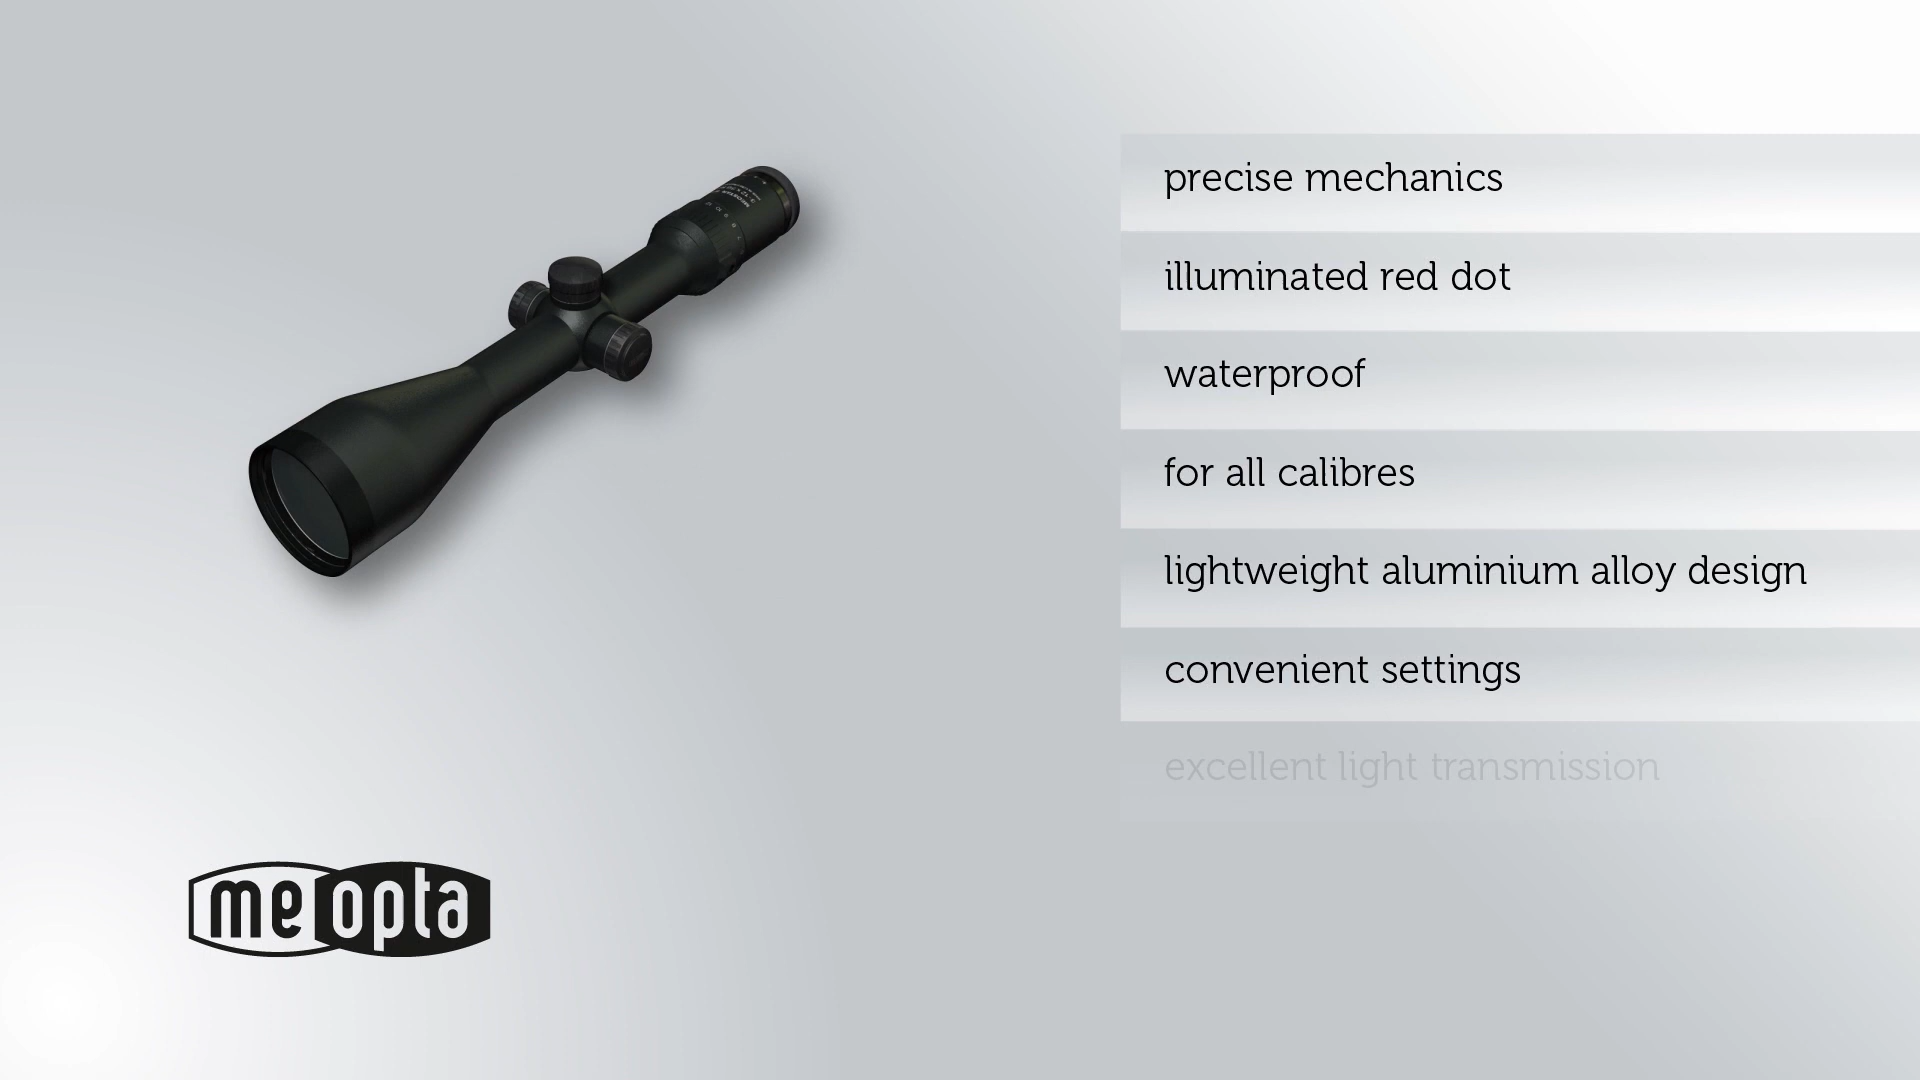 precise mechanics
illuminated red dot
waterproof
for all calibres
lightweight aluminium alloy design
convenient settings
excellent light transmission
meopta